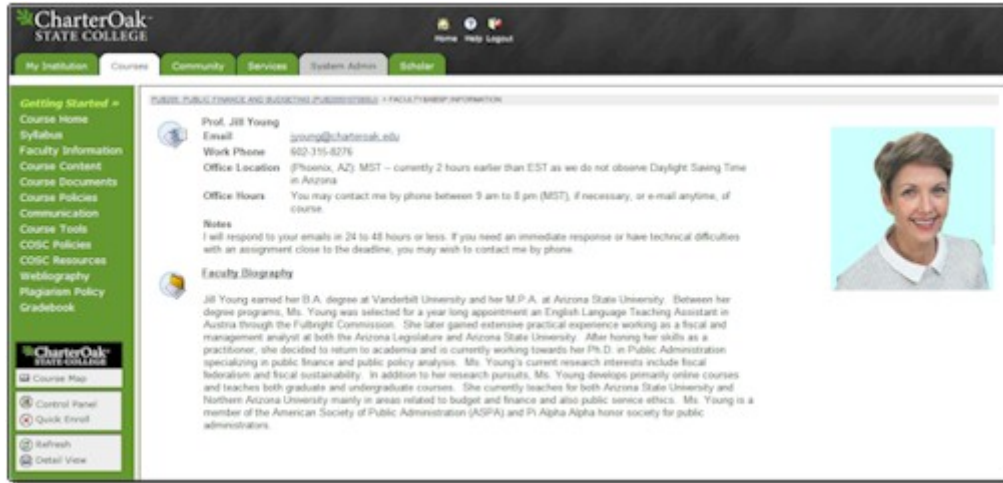 CharterOak
STATE COLLEGE
Home Help Logout
My Institution Courses Community Services System Admin Scholar
Getting Started
Course Home
Syllabus
Faculty Information
Course Content
Course Documents
Course Policies
Communication
Course Tools
COSC Policies
COSC Resources
Webliography
Plagiarism Policy
Gradebook
CharterOak
STATE COLLEGE
Course Map
Control Panel
Quick Enroll
Refresh
Detail View
PUBLIC FINANCE AND BUDGETING > FACULTY INFORMATION
Prof. Jill Young
Email jyoung@charteroak.edu
Work Phone 602-315-8276
Office Location (Phoenix, AZ): MST – currently 2 hours earlier than EST as we do not observe Daylight Saving Time
in Arizona
Office Hours You may contact me by phone between 9 am to 8 pm (MST), if necessary, or e-mail anytime, of
course.
Notes
I will respond to your emails in 24 to 48 hours or less. If you need an immediate response or have technical difficulties
with an assignment close to the deadline, you may wish to contact me by phone.
Faculty Biography
Jill Young earned her B.A. degree at Vanderbilt University and her M.P.A. at Arizona State University. Between her
degree programs, Ms. Young was selected for a year long appointment an English Language Teaching Assistant in
Austria through the Fulbright Commission. She later gained extensive practical experience working as a fiscal and
management analyst at both the Arizona Legislature and Arizona State University. After honing her skills as a
practitioner, she decided to return to academia and is currently working towards her Ph.D. in Public Administration
specializing in public finance and public policy analysis. Ms. Young's current research interests include fiscal
federalism and fiscal sustainability. In addition to her research pursuits, Ms. Young develops primarily online courses
and teaches both graduate and undergraduate courses. She currently teaches for both Arizona State University and
Northern Arizona University mainly in areas related to budget and finance and also public service ethics. Ms. Young is a
member of the American Society of Public Administration (ASPA) and Pi Alpha Alpha honor society for public
administrators.